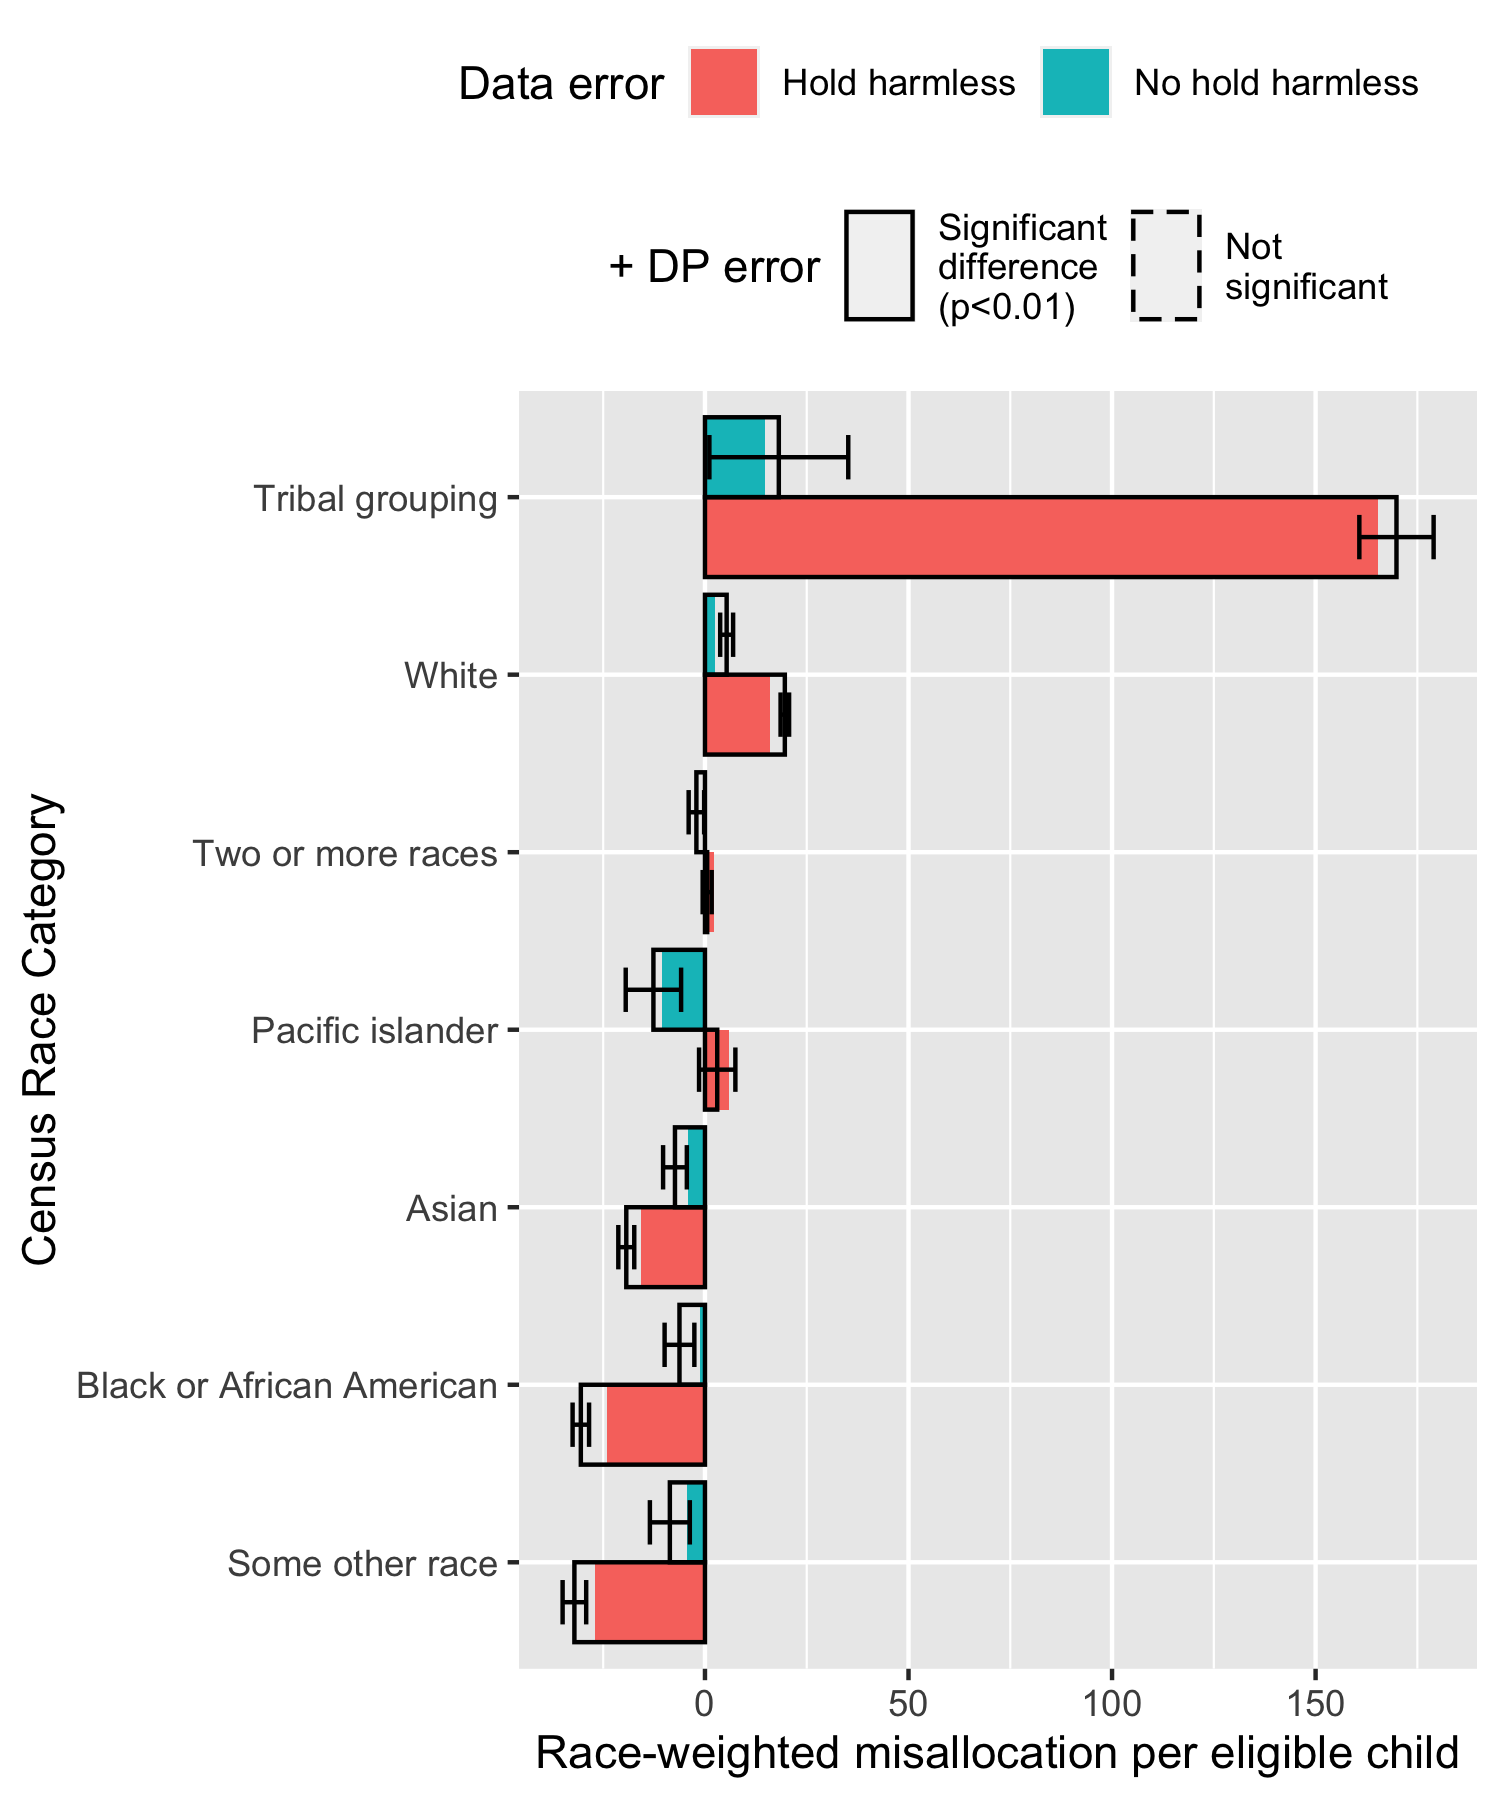 Data error Hold harmless No hold harmless
+ DP error
Significant
difference
(p<0.01)
Not
significant
Census Race Category
Tribal grouping
White
Two or more races
Pacific islander
Asian
Black or African American
Some other race
0 50 100 150
Race-weighted misallocation per eligible child